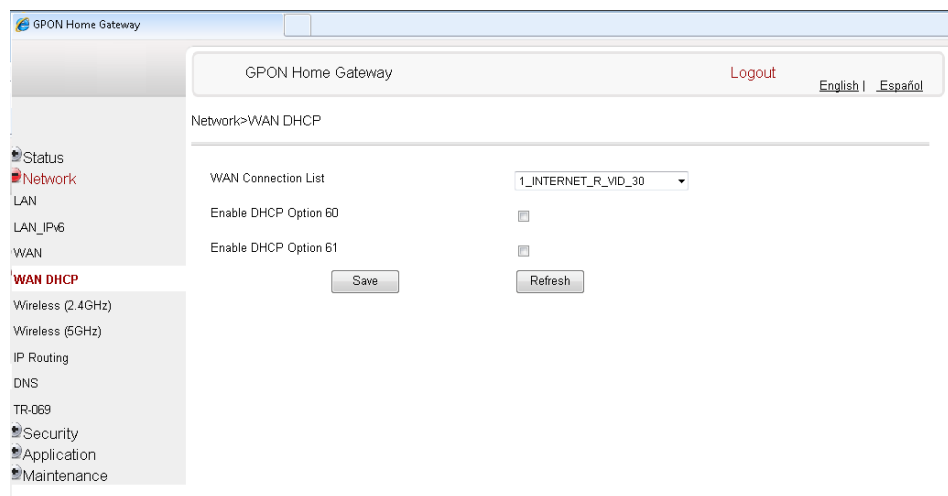 GPON Home Gateway
GPON Home Gateway
Logout
English | Español
Network>WAN DHCP
Status
Network
LAN
LAN_IPv6
WAN
WAN DHCP
Wireless (2.4GHz)
Wireless (5GHz)
IP Routing
DNS
TR-069
Security
Application
Maintenance
WAN Connection List 1_INTERNET_R_VID_30
Enable DHCP Option 60
Enable DHCP Option 61
Save Refresh